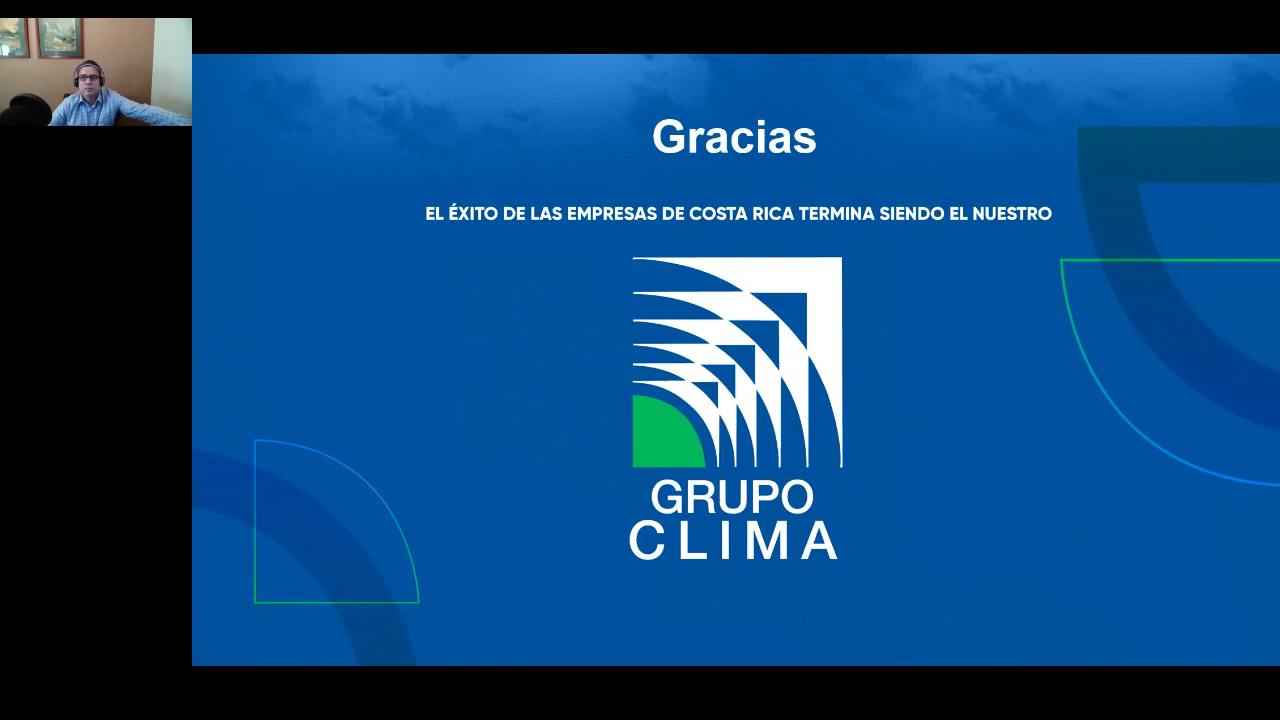 Gracias
EL ÉXITO DE LAS EMPRESAS DE COSTA RICA TERMINA SIENDO EL NUESTRO
GRUPO
CLIMA